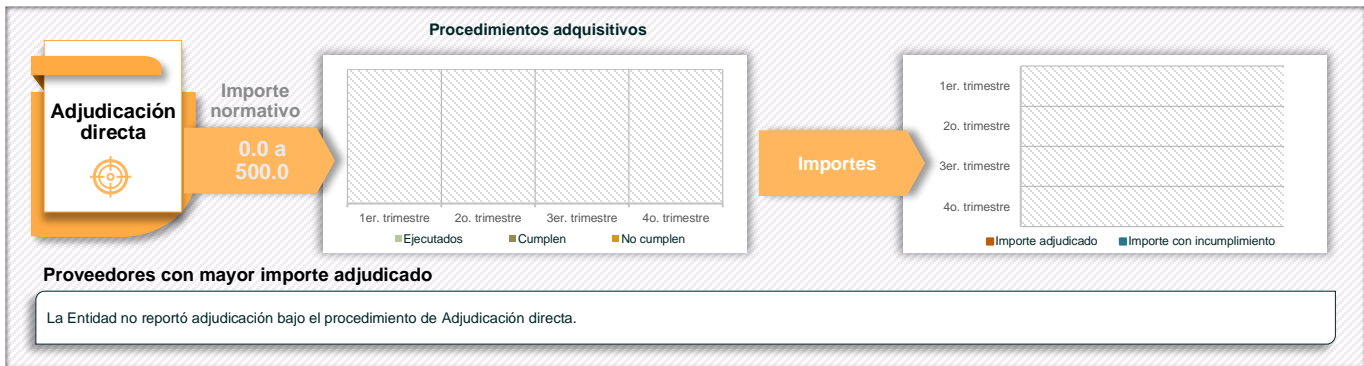 Procedimientos adquisitivos
Adjudicación
directa
Importe
normativo
0.0 a
500.0
1er. trimestre
2o. trimestre
3er. trimestre
4o. trimestre
Ejecutados
Cumplen
No cumplen
Importes
1er. trimestre
2o. trimestre
3er. trimestre
4o. trimestre
Importe adjudicado
Importe con incumplimiento
Proveedores con mayor importe adjudicado
La Entidad no reportó adjudicación bajo el procedimiento de Adjudicación directa.